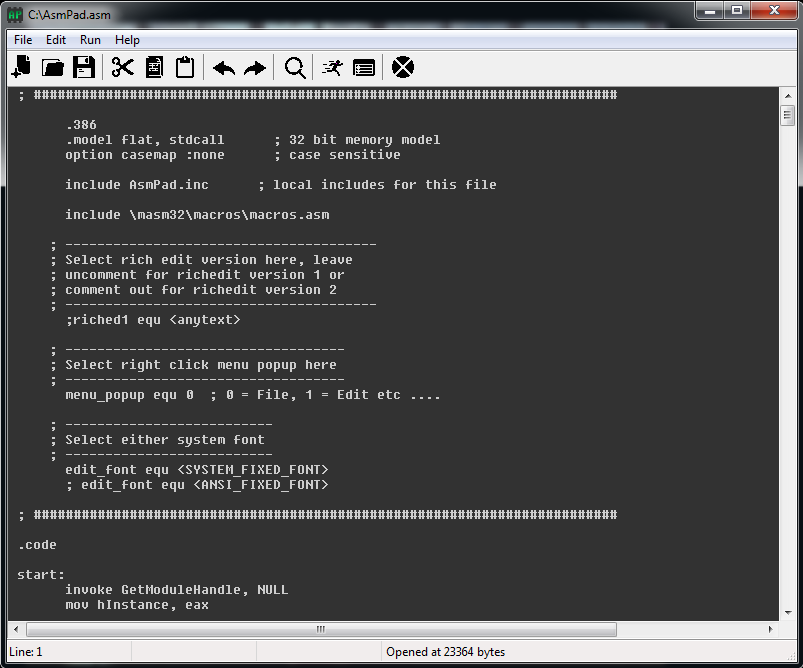 AP C:\AsmPad.asm
File Edit Run Help
; #########################################################################
.386
.model flat, stdcall      ; 32 bit memory model
option casemap :none      ; case sensitive
include AsmPad.inc      ; local includes for this file
include \masm32\macros\macros.asm
; ---------------------------------------
; Select rich edit version here, leave
; uncomment for richedit version 1 or
; comment out for richedit version 2
; ---------------------------------------
;riched1 equ <anytext>
; -----------------------------------
; Select right click menu popup here
; -----------------------------------
menu_popup equ 0  ; 0 = File, 1 = Edit etc ....
; --------------------------
; Select either system font
; --------------------------
edit_font equ <SYSTEM_FIXED_FONT>
; edit_font equ <ANSI_FIXED_FONT>
; #########################################################################
.code
start:
invoke GetModuleHandle, NULL
mov hInstance, eax
Line: 1 Opened at 23364 bytes